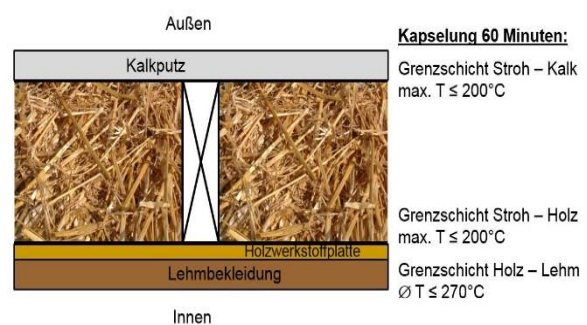 Außen
Kalkputz
Holzwerkstoffplatte
Lehmbekleidung
Innen
Kapselung 60 Minuten:
Grenzschicht Stroh – Kalk
max. T ≤ 200°C
Grenzschicht Stroh – Holz
max. T ≤ 200°C
Grenzschicht Holz – Lehm
Ø T ≤ 270°C